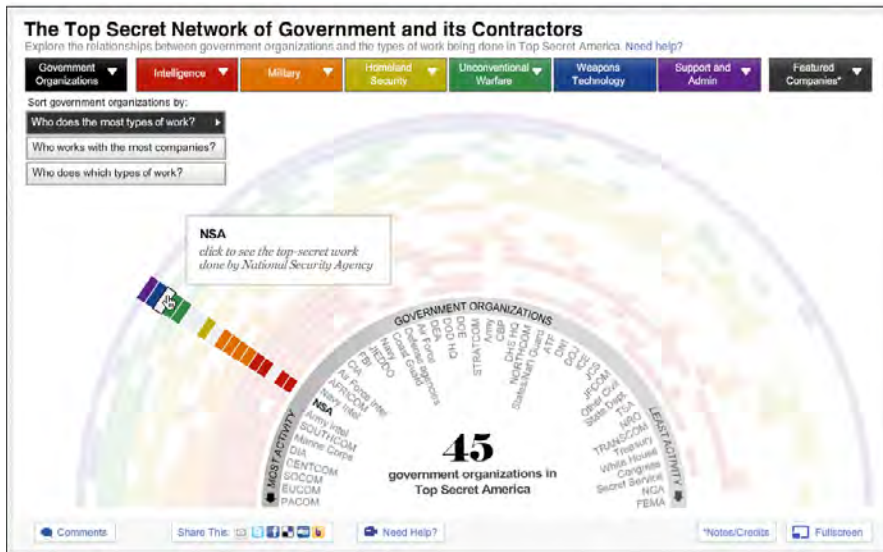 The Top Secret Network of Government and its Contractors
Explore the relationships between government organizations and the types of work being done in Top Secret America. Need help?
Government Organizations
Intelligence
Military
Homeland Security
Unconventional Warfare
Weapons Technology
Support and Admin
Featured Companies*
Sort government organizations by:
Who does the most types of work?
Who works with the most companies?
Who does which types of work?
NSA
click to see the top-secret work
done by National Security Agency
GOVERNMENT ORGANIZATIONS
MOST ACTIVITY
LEAST ACTIVITY
PACOM
EUCOM
SOCOM
CENTCOM
DIA
Marine Corps
SOUTHCOM
Army Intel
NSA
Navy Intel
AFRICOM
Air Force Intel
CIA
FBI
JIEDDO
Navy
Coast Guard
Defense agencies
Air Force
DEA
DOD HQ
DOE
STRATCOM
Army
CBP
DHS HQ
NORTHCOM
States/Nat'l Guard
ATF
DNI
DOJ
ICE
JCS
JFCOM
Other Civil
State Dept.
TSA
NRO
TRANSCOM
Treasury
White House
Congress
Secret Service
NGA
FEMA
45
government organizations in
Top Secret America
Comments
Share This:
Need Help?
*Notes/Credits
Fullscreen